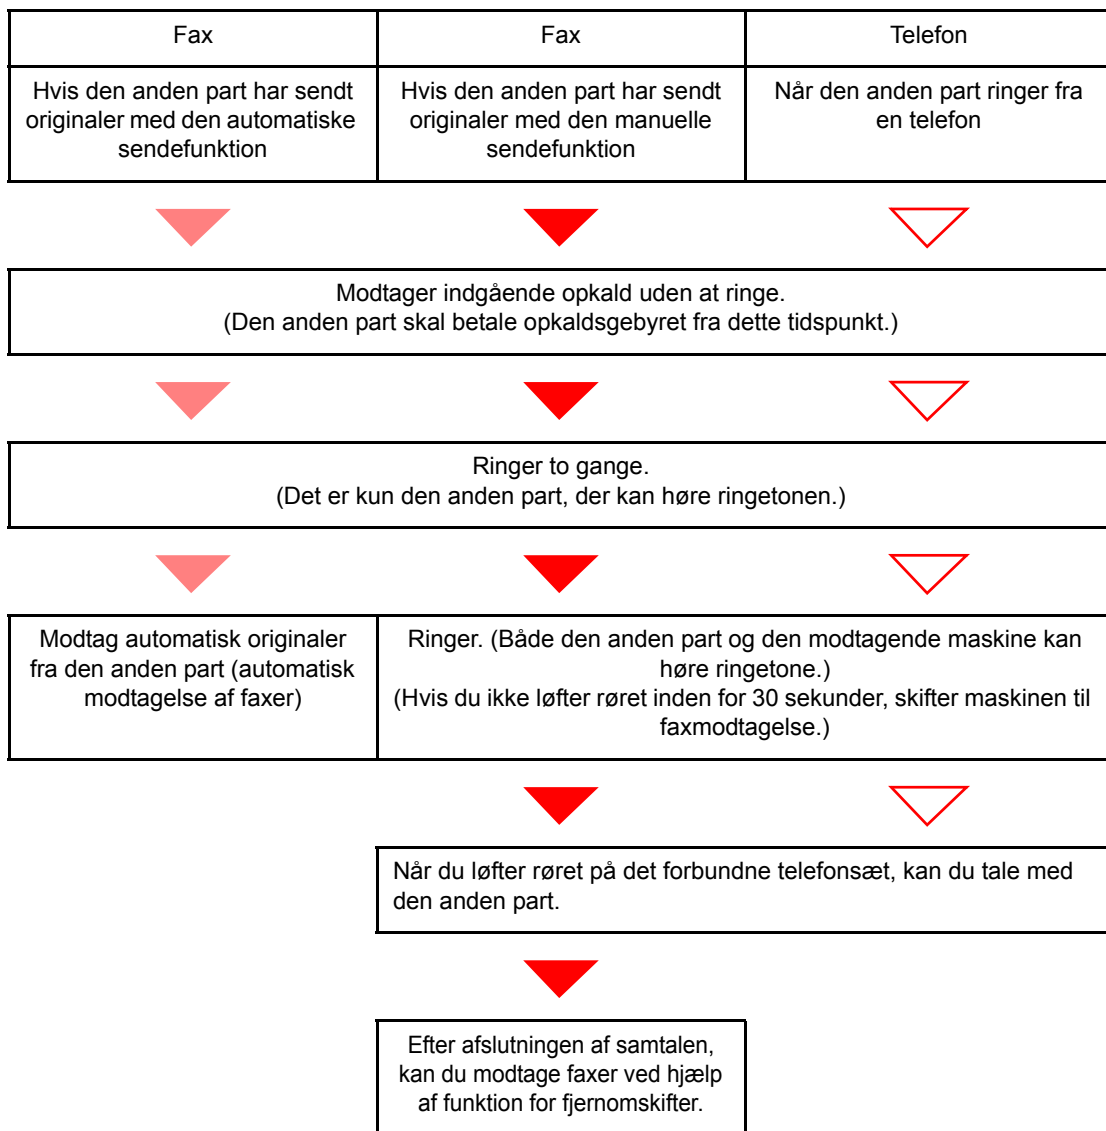 Fax
Fax
Telefon
Hvis den anden part har sendt
originaler med den automatiske
sendefunktion
Hvis den anden part har sendt
originaler med den manuelle
sendefunktion
Når den anden part ringer fra
en telefon
Modtager indgående opkald uden at ringe.
(Den anden part skal betale opkaldsgebyret fra dette tidspunkt.)
Ringer to gange.
(Det er kun den anden part, der kan høre ringetonen.)
Modtag automatisk originaler
fra den anden part (automatisk
modtagelse af faxer)
Ringer. (Både den anden part og den modtagende maskine kan
høre ringetone.)
(Hvis du ikke løfter røret inden for 30 sekunder, skifter maskinen til
faxmodtagelse.)
Når du løfter røret på det forbundne telefonsæt, kan du tale med
den anden part.
Efter afslutningen af samtalen,
kan du modtage faxer ved hjælp
af funktion for fjernomskifter.